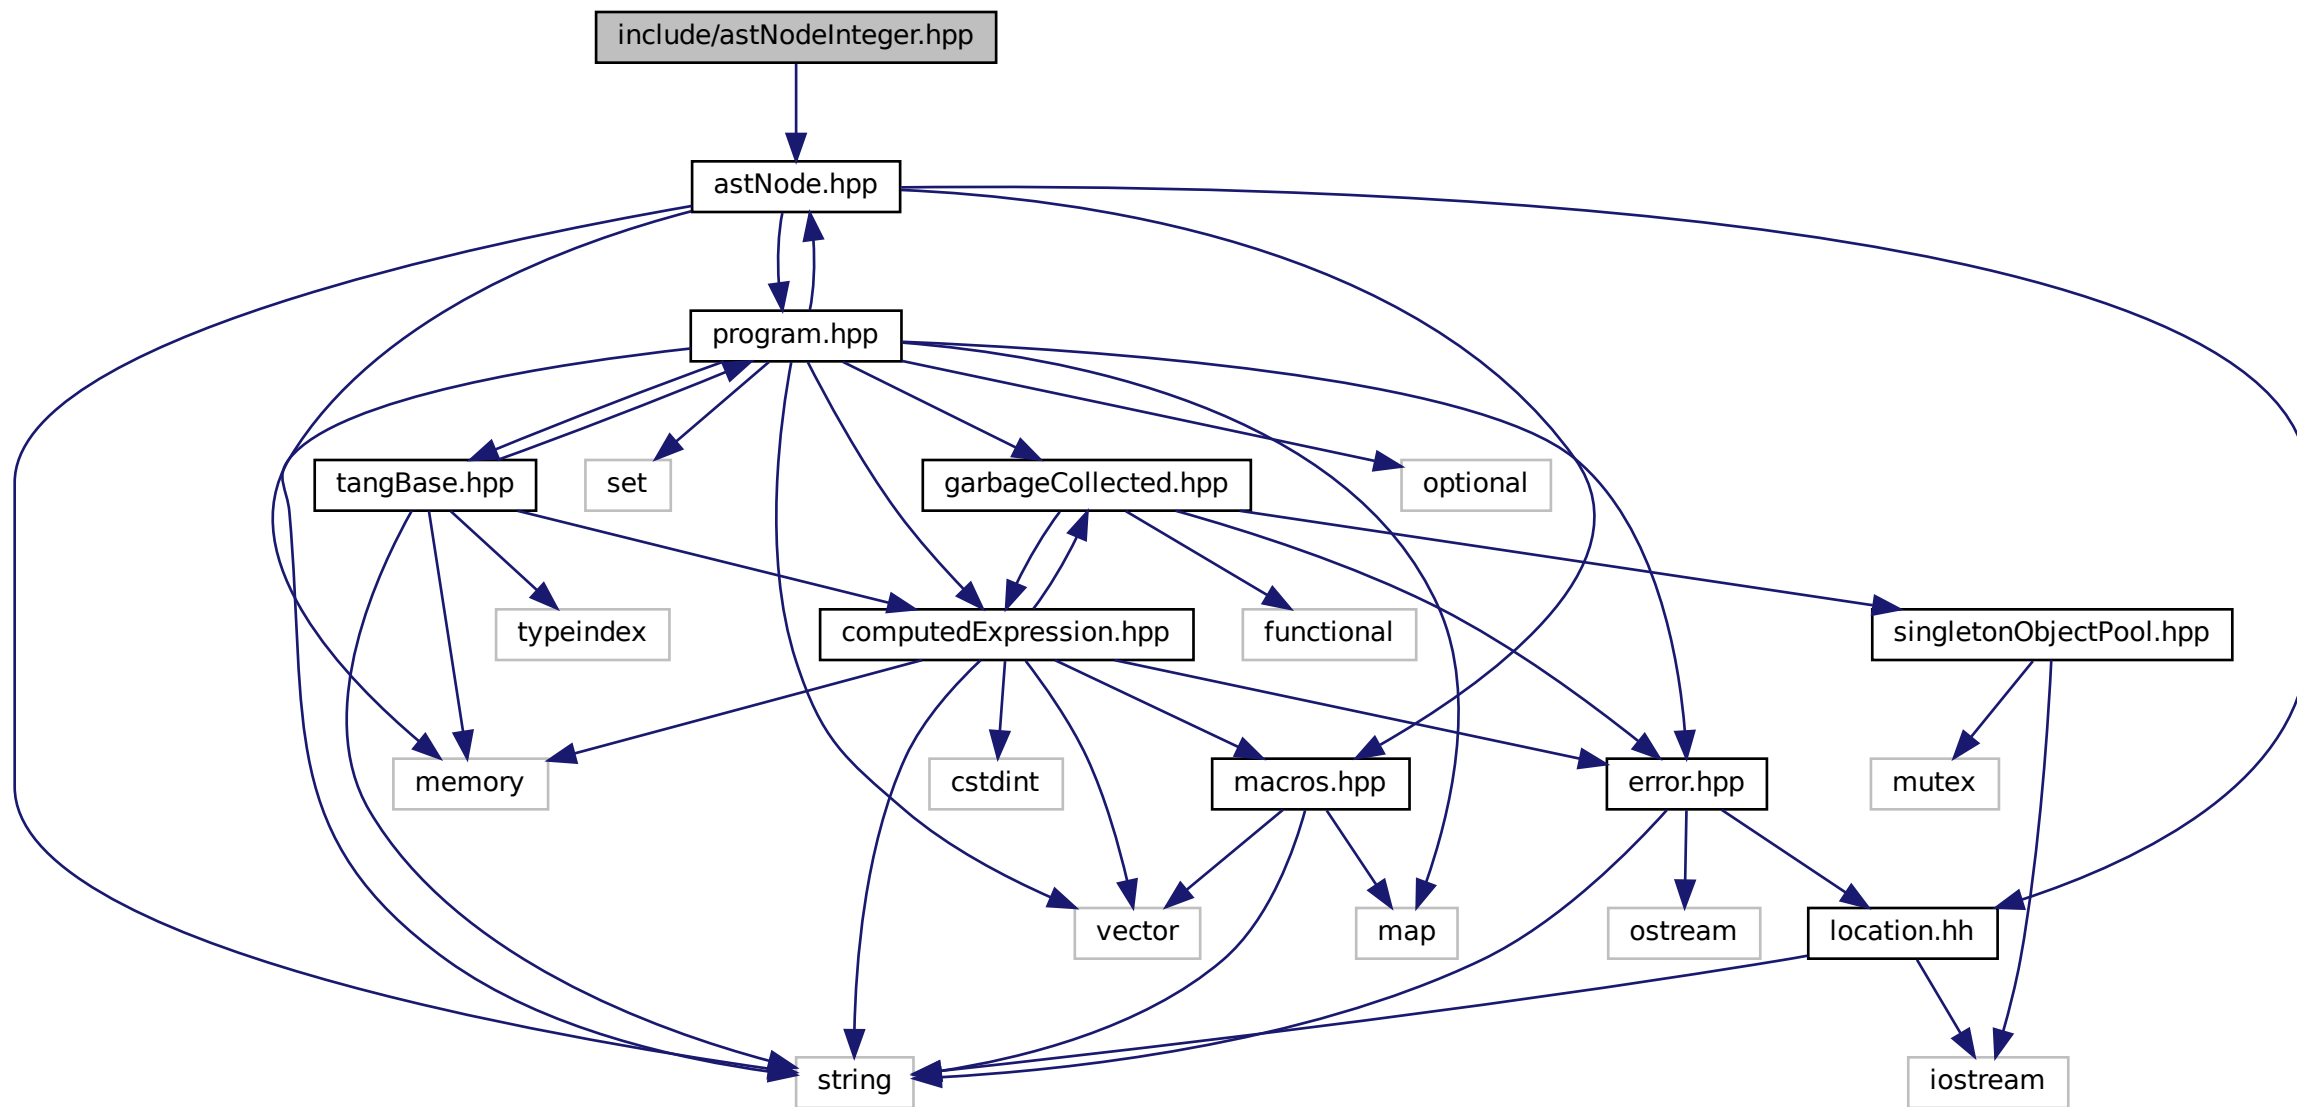 include/astNodeInteger.hpp
astNode.hpp
program.hpp
tangBase.hpp
set
garbageCollected.hpp
optional
typeindex
computedExpression.hpp
functional
singletonObjectPool.hpp
memory
cstdint
macros.hpp
error.hpp
mutex
vector
map
ostream
location.hh
string
iostream